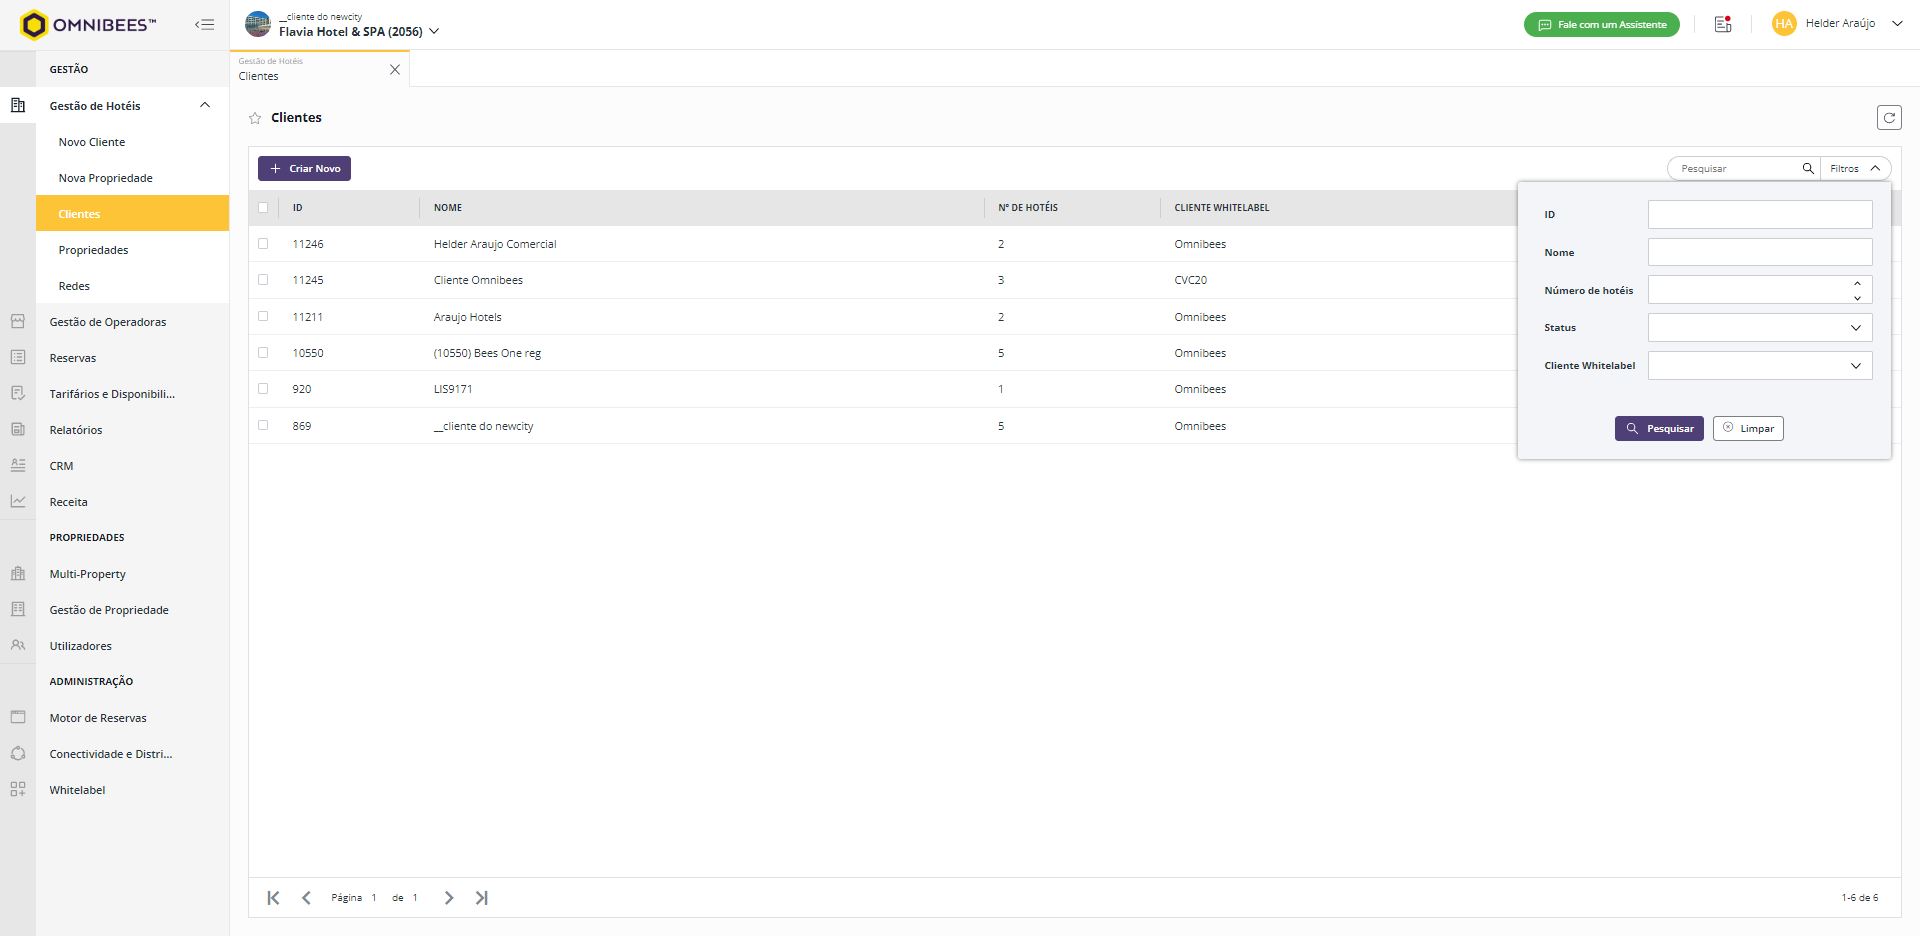 OMNIBEES™
__cliente do newcity
Flavia Hotel & SPA (2056)
Fale com um Assistente
HA
Helder Araújo
GESTÃO
Gestão de Hotéis
Novo Cliente
Nova Propriedade
Clientes
Propriedades
Redes
Gestão de Operadoras
Reservas
Tarifários e Disponibili...
Relatórios
CRM
Receita
PROPRIEDADES
Multi-Property
Gestão de Propriedade
Utilizadores
ADMINISTRAÇÃO
Motor de Reservas
Conectividade e Distri...
Whitelabel
Gestão de Hotéis
Clientes
Clientes
Criar Novo
Pesquisar
Filtros
ID NOME Nº DE HOTÉIS CLIENTE WHITELABEL
11246 Helder Araujo Comercial 2 Omnibees
11245 Cliente Omnibees 3 CVC20
11211 Araujo Hotels 2 Omnibees
10550 (10550) Bees One reg 5 Omnibees
920 LIS9171 1 Omnibees
869 __cliente do newcity 5 Omnibees
ID
Nome
Número de hotéis
Status
Cliente Whitelabel
Pesquisar
Limpar
Página 1 de 1
1-6 de 6